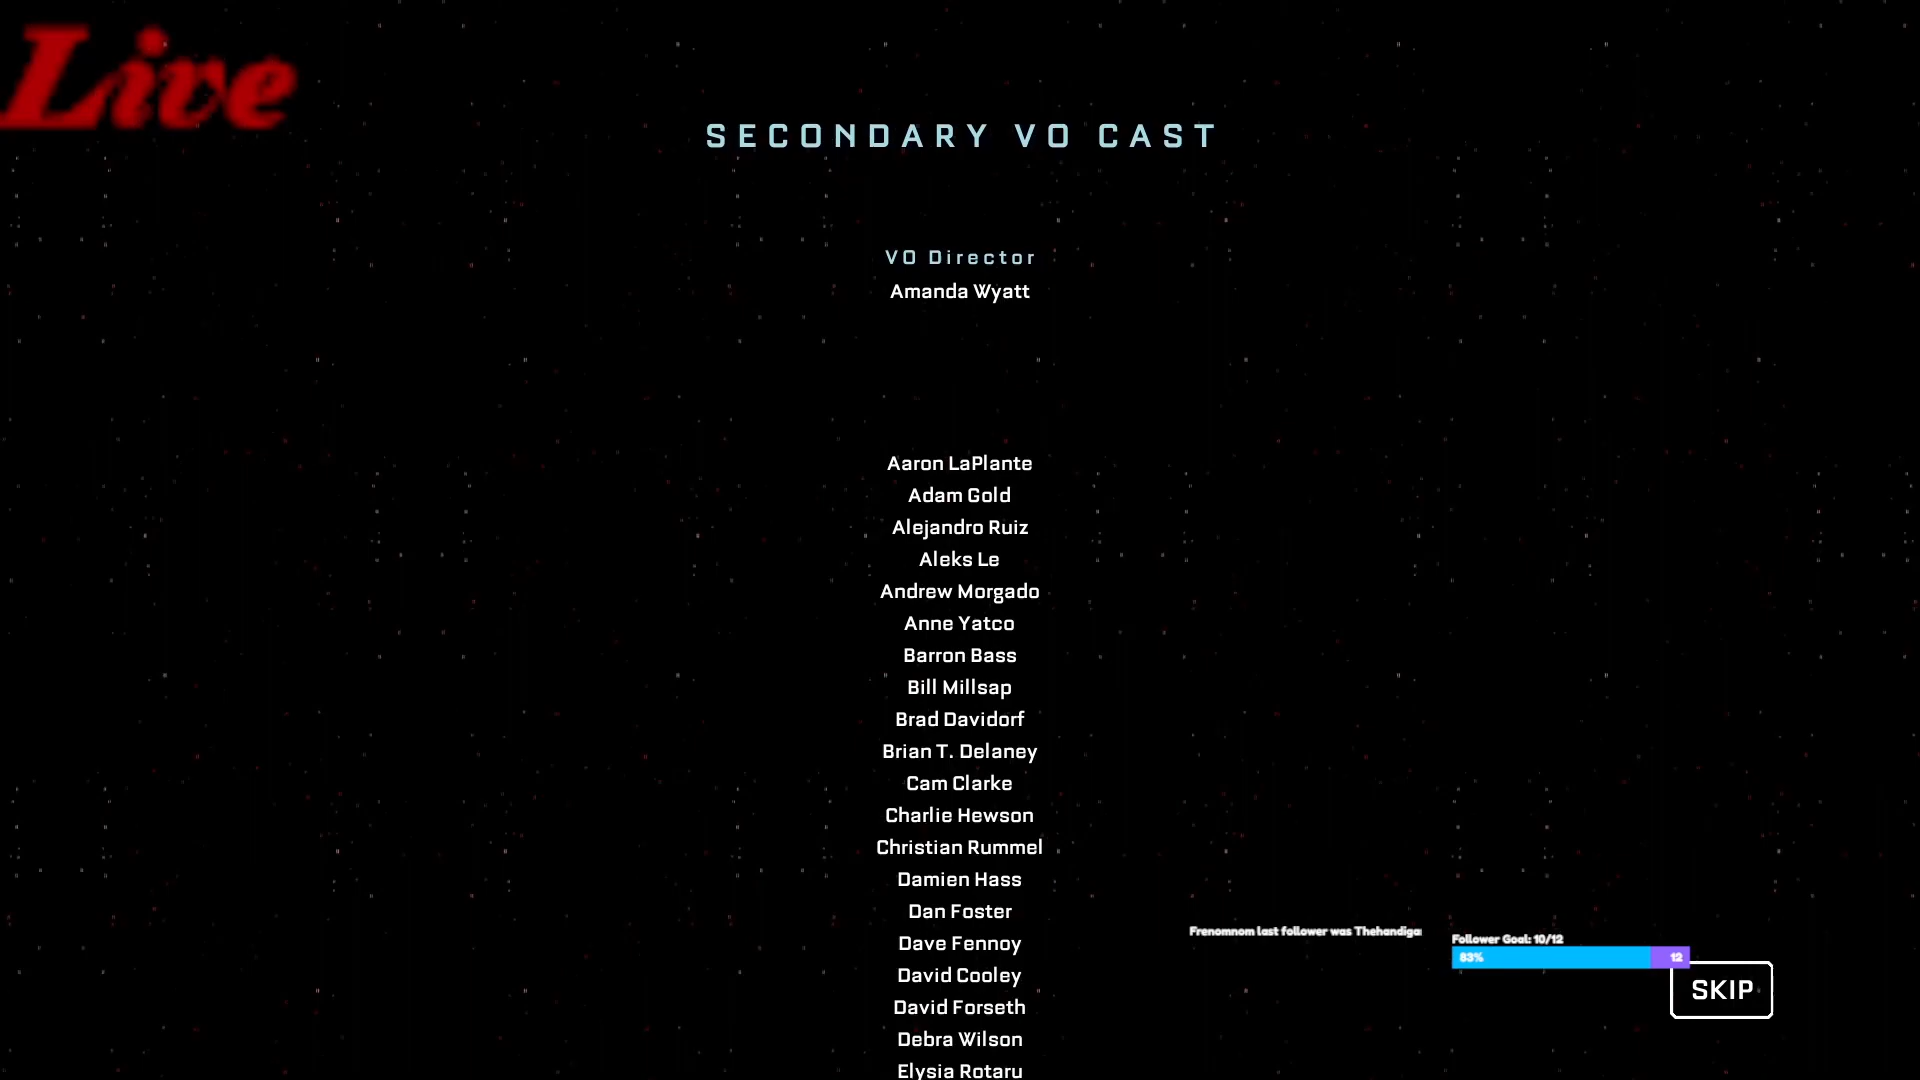 Live
SECONDARY VO CAST
VO Director
Amanda Wyatt
Aaron LaPlante
Adam Gold
Alejandro Ruiz
Aleks Le
Andrew Morgado
Anne Yatco
Barron Bass
Bill Millsap
Brad Davidorf
Brian T. Delaney
Cam Clarke
Charlie Hewson
Christian Rummel
Damien Hass
Dan Foster
Dave Fennoy
David Cooley
David Forseth
Debra Wilson
Elysia Rotaru
Frenomnom last follower was Thehandiga
Follower Goal: 10/12
83% 12
SKIP